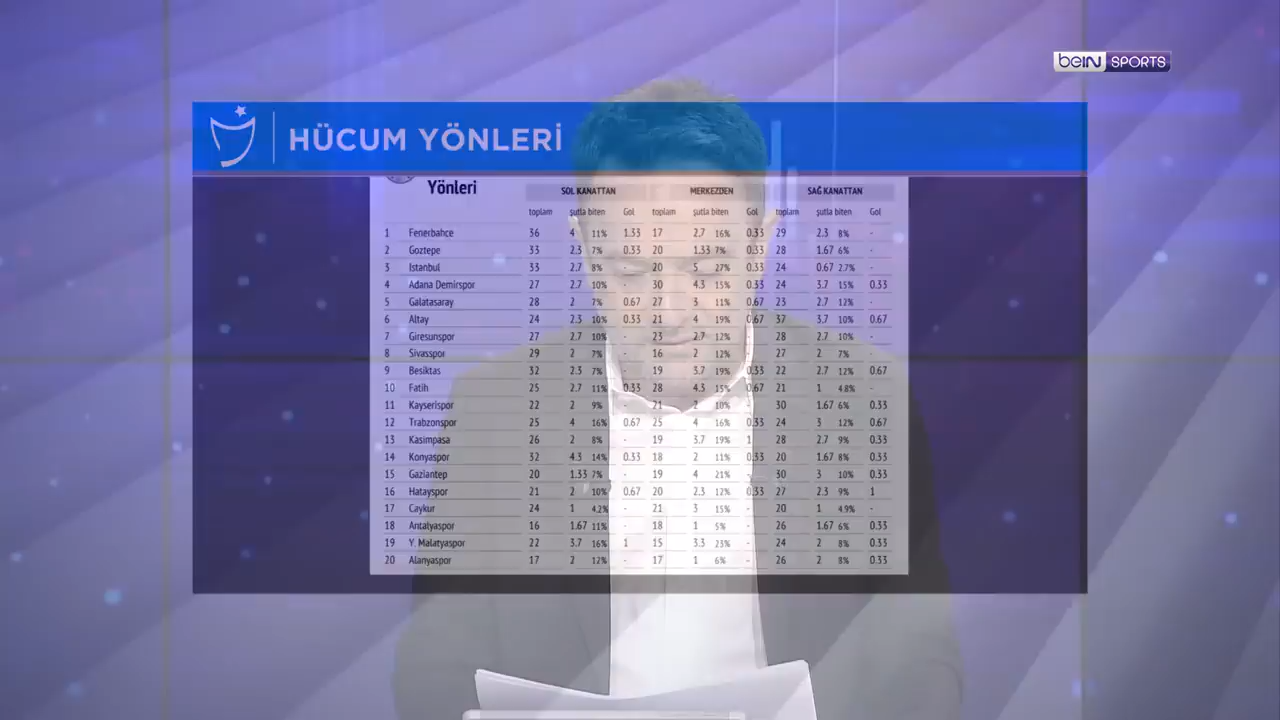 beIN SPORTS
HÜCUM YÖNLERİ
Yönleri SOL KANATTAN MERKEZDEN SAĞ KANATTAN
toplam şutla biten Gol toplam şutla biten Gol toplam şutla biten Gol
1 Fenerbahce 36 4 11% 1.33 17 2.7 16% 0.33 29 2.3 8% -
2 Goztepe 33 2.3 7% 0.33 20 1.33 7% 0.33 28 1.67 6% -
3 Istanbul 33 2.7 8% - 20 5 27% 0.33 24 0.67 2.7% -
4 Adana Demirspor 27 2.7 10% - 30 4.3 15% 0.33 24 3.7 15% 0.33
5 Galatasaray 28 2 7% 0.67 27 3 11% 0.67 23 2.7 12% -
6 Altay 24 2.3 10% 0.33 21 4 19% 0.67 37 3.7 10% 0.67
7 Giresunspor 27 2.7 10% - 23 2.7 12% - 28 2.7 10% -
8 Sivasspor 29 2 7% - 16 2 12% - 27 2 7%
9 Besiktas 32 2.3 7% - 19 3.7 19% 0.33 22 2.7 12% 0.67
10 Fatih 25 2.7 11% 0.33 28 4.3 15% 0.67 21 1 4.8% -
11 Kayserispor 22 2 9% - 21 2 10% - 30 1.67 6% 0.33
12 Trabzonspor 25 4 16% 0.67 25 4 16% 0.33 24 3 12% 0.67
13 Kasimpasa 26 2 8% - 19 3.7 19% 1 28 2.7 9% 0.33
14 Konyaspor 32 4.3 14% 0.33 18 2 11% 0.33 20 1.67 8% 0.33
15 Gaziantep 20 1.33 7% - 19 4 21% - 30 3 10% 0.33
16 Hatayspor 21 2 10% 0.67 20 2.3 12% 0.33 27 2.3 9% 1
17 Caykur 24 1 4.2% - 21 3 15% - 20 1 4.9% -
18 Antalyaspor 16 1.67 11% - 18 1 5% - 26 1.67 6% 0.33
19 Y. Malatyaspor 22 3.7 16% 1 15 3.3 23% - 24 2 8% 0.33
20 Alanyaspor 17 2 12% - 17 1 6% - 26 2 8% 0.33